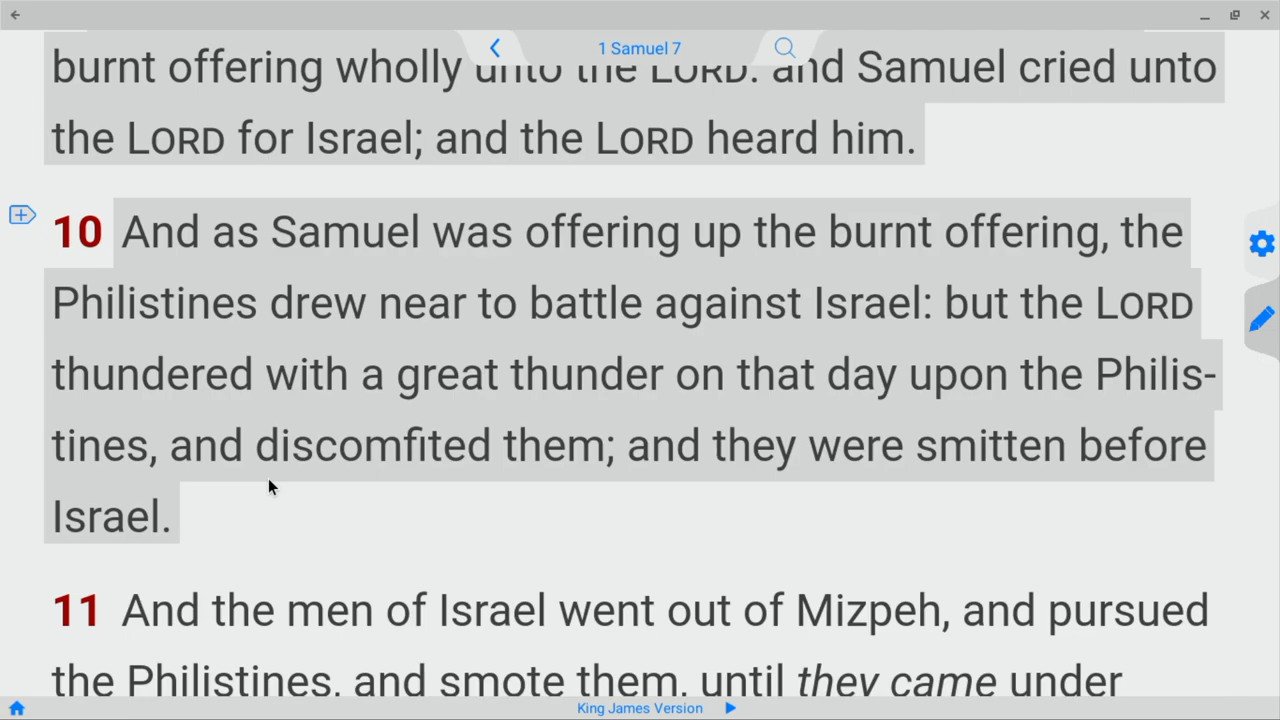 1 Samuel 7
burnt offering wholly unto the LORD: and Samuel cried unto
the LORD for Israel; and the LORD heard him.
10 And as Samuel was offering up the burnt offering, the
Philistines drew near to battle against Israel: but the LORD
thundered with a great thunder on that day upon the Philis-
tines, and discomfited them; and they were smitten before
Israel.
11 And the men of Israel went out of Mizpeh, and pursued
the Philistines, and smote them, until they came under
King James Version